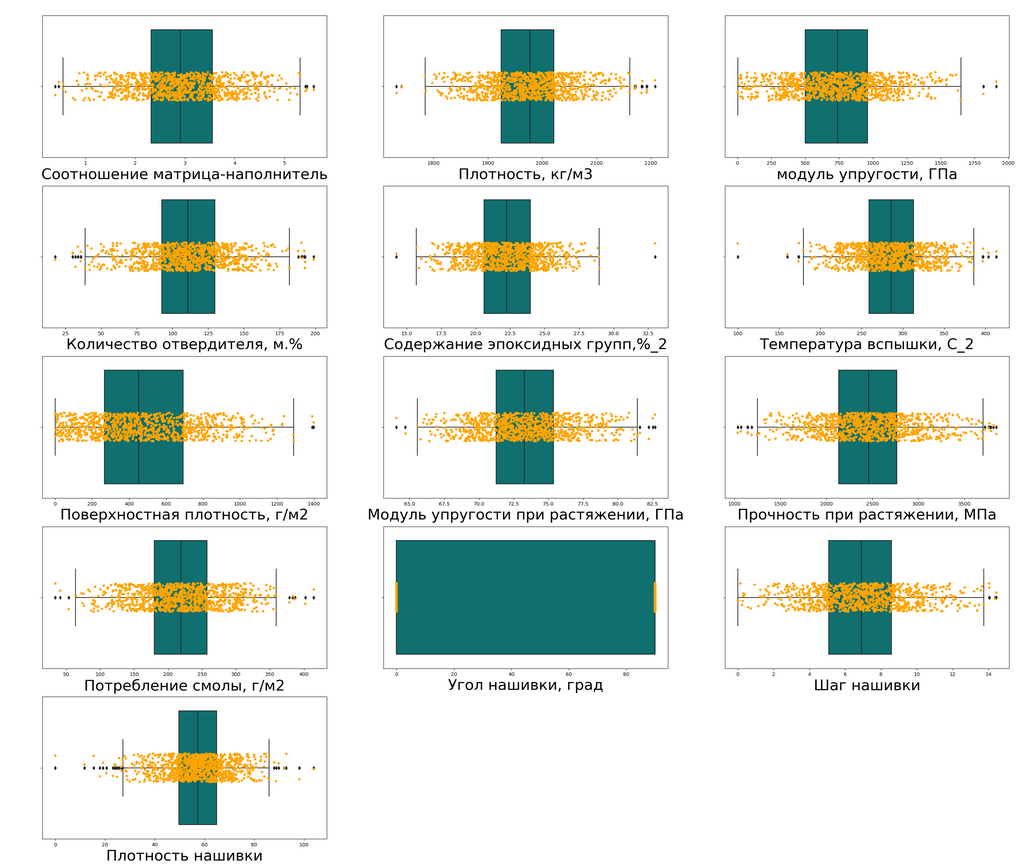 1 2 3 4 5
Соотношение матрица-наполнитель
1800 1900 2000 2100 2200
Плотность, кг/м3
0 250 500 750 1000 1250 1500 1750 2000
модуль упругости, ГПа
25 50 75 100 125 150 175 200
Количество отвердителя, м.%
15.0 17.5 20.0 22.5 25.0 27.5 30.0 32.5
Содержание эпоксидных групп,%_2
100 150 200 250 300 350 400
Температура вспышки, С_2
0 200 400 600 800 1000 1200 1400
Поверхностная плотность, г/м2
65.0 67.5 70.0 72.5 75.0 77.5 80.0 82.5
Модуль упругости при растяжении, ГПа
1000 1500 2000 2500 3000 3500
Прочность при растяжении, МПа
50 100 150 200 250 300 350 400
Потребление смолы, г/м2
0 20 40 60 80
Угол нашивки, град
0 2 4 6 8 10 12 14
Шаг нашивки
0 20 40 60 80 100
Плотность нашивки